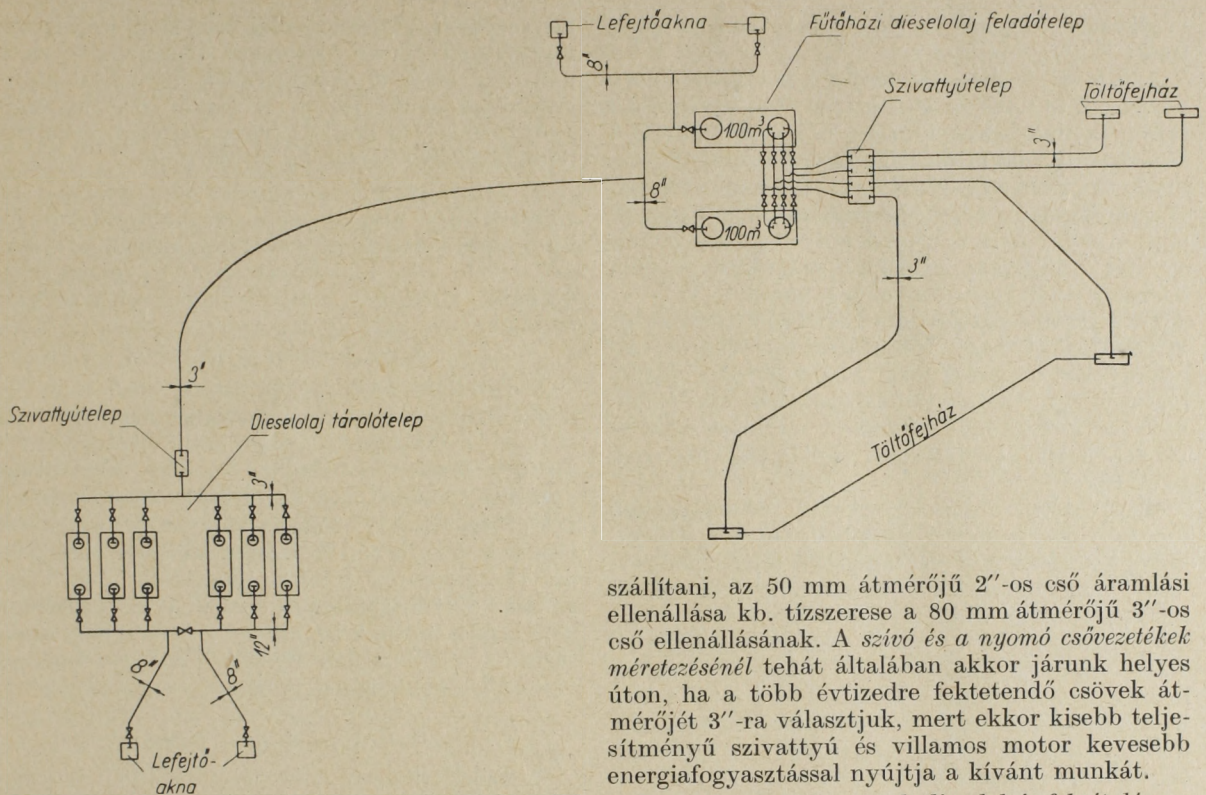 Lefejtőakna
Fűtőházi dieselolaj feladótelep
8"
Szivattyútelep
Töltőfejház
100m³
3"
8"
100m³
3"
3"
Szivattyútelep
Dieselolaj tárolótelep
3"
Töltőfejház
12"
8"
8"
Lefejtő-
akna
szállítani, az 50 mm átmérőjű 2″-os cső áramlási
ellenállása kb. tízszerese a 80 mm átmérőjű 3″-os
cső ellenállásának. A szívó és a nyomó csővezetékek
méretezésénél tehát általában akkor járunk helyes
úton, ha a több évtizedre fektetendő csövek át-
mérőjét 3″-ra választjuk, mert ekkor kisebb telje-
sítményű szivattyú és villamos motor kevesebb
energiafogyasztással nyújtja a kívánt munkát.